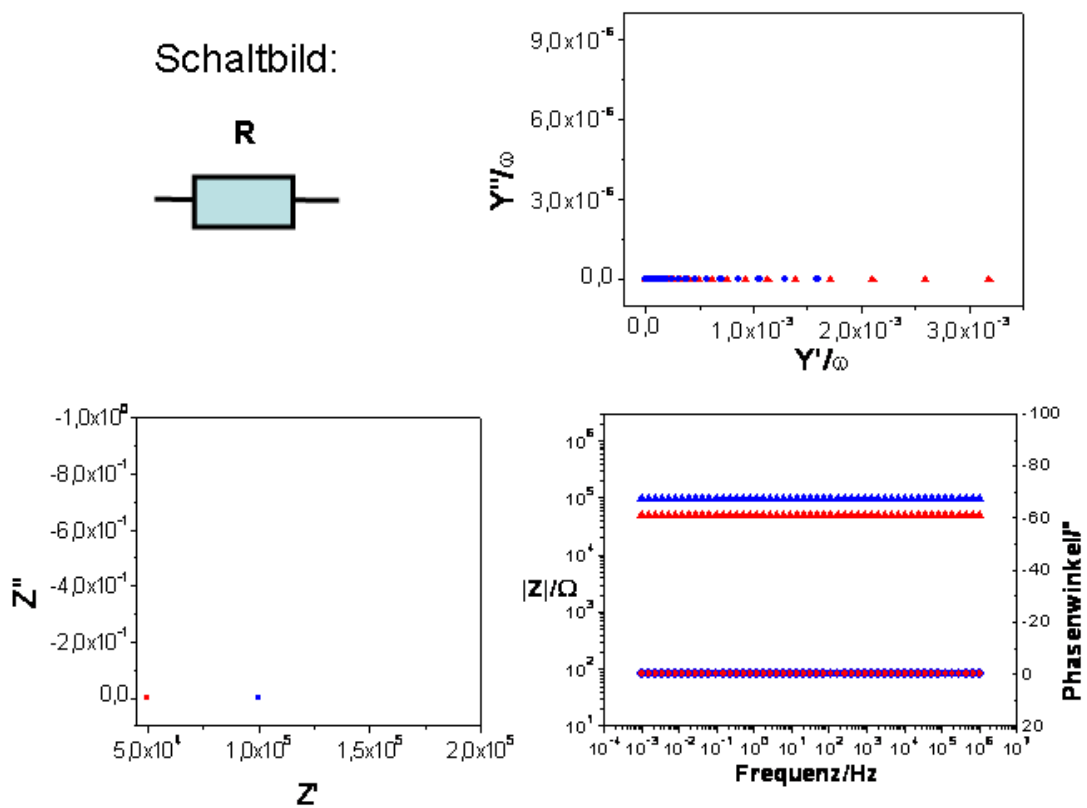 Schaltbild:
R
9,0x10⁻⁶
6,0x10⁻⁶
3,0x10⁻⁶
0,0
Y''/ω
0,0
1,0x10⁻³
2,0x10⁻³
3,0x10⁻³
Y'/ω
-1,0x10⁰
-8,0x10⁻¹
-6,0x10⁻¹
-4,0x10⁻¹
-2,0x10⁻¹
0,0
Z''
5,0x10⁴
1,0x10⁵
1,5x10⁵
2,0x10⁵
Z'
10⁶
10⁵
10⁴
10³
10²
10¹
|Z|/Ω
-100
-80
-60
-40
-20
0
20
Phasenwinkel/°
10⁻⁴
10⁻³
10⁻²
10⁻¹
10⁰
10¹
10²
10³
10⁴
10⁵
10⁶
10⁷
Frequenz/Hz